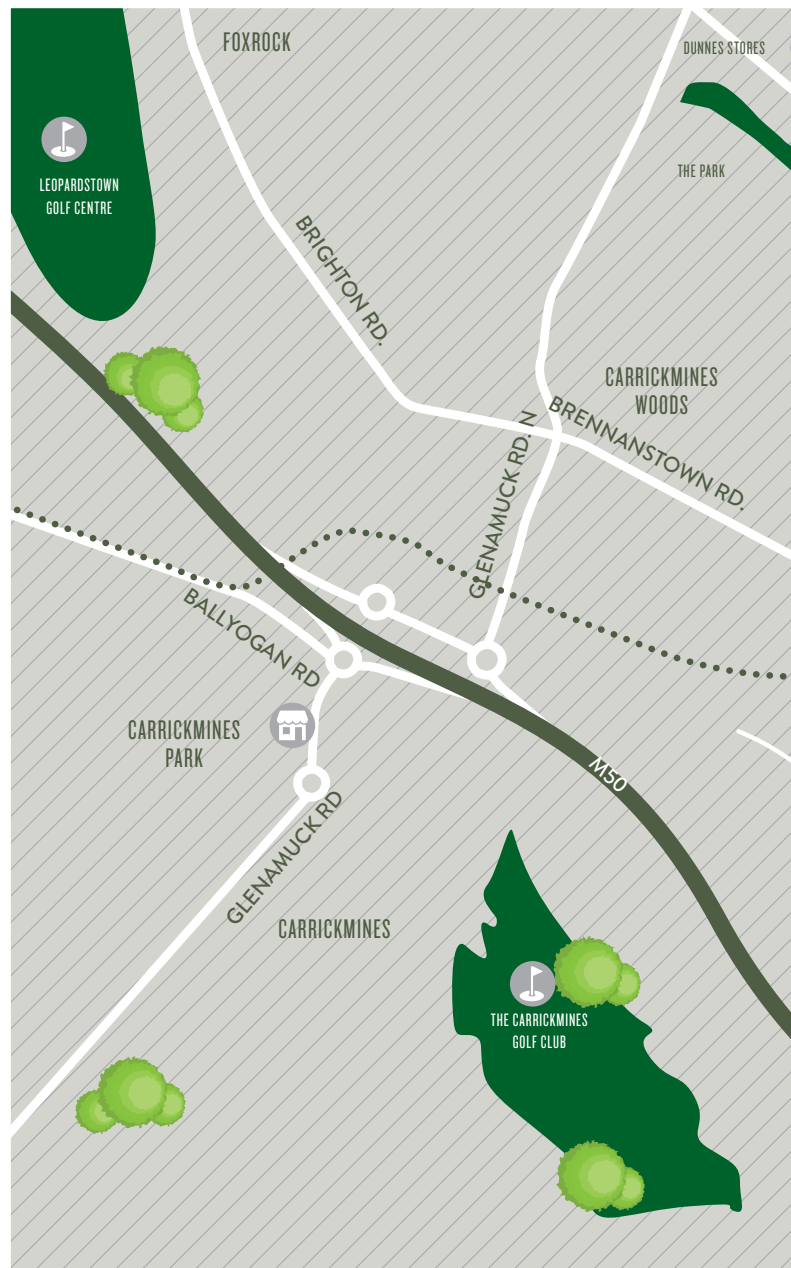 FOXROCK
DUNNES STORES
LEOPARDSTOWN
GOLF CENTRE
THE PARK
BRIGHTON RD.
CARRICKMINES
WOODS
BRENNANSTOWN RD.
GLENAMUCK RD. N
BALLYOGAN RD
CARRICKMINES
PARK
M50
GLENAMUCK RD
CARRICKMINES
THE CARRICKMINES
GOLF CLUB